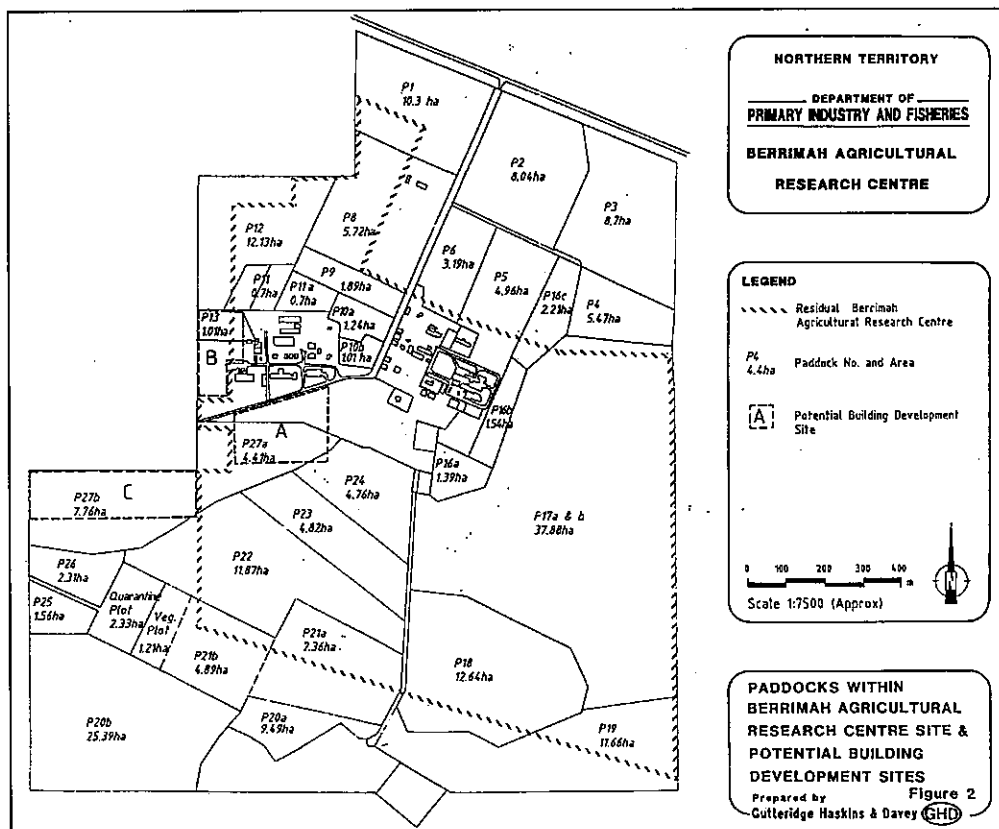 P1
10.3 ha
P2
8.04ha
P3
8.7ha
P8
5.72ha
P12
12.13ha
P6
3.19ha
P5
4.96ha
P16c
2.21ha
P4
5.47ha
P9
1.89ha
P11
0.7ha
P11a
0.7ha
P10a
1.24ha
P10b
1.01 ha
P13
1.01ha
B
P16b
1.54ha
A
P27a
4.41ha
P16a
1.39ha
P24
4.76ha
P27b
7.76ha
C
P23
4.82ha
P17a & b
37.88ha
P22
11.87ha
P26
2.31ha
P25
1.56ha
Quarantine
Plot
2.33ha
Veg.
Plot
1.21ha
P21a
7.36ha
P21b
4.89ha
P18
12.64ha
P20a
9.49ha
P20b
25.39ha
P19
11.66ha
NORTHERN TERRITORY
DEPARTMENT OF
PRIMARY INDUSTRY AND FISHERIES
BERRIMAH AGRICULTURAL
RESEARCH CENTRE
LEGEND
Residual Berrimah
Agricultural Research Centre
P4
4.4ha
Paddock No. and Area
A
Potential Building Development
Site
0 100 200 300 400 m
Scale 1:7500 (Approx)
PADDOCKS WITHIN
BERRIMAH AGRICULTURAL
RESEARCH CENTRE SITE &
POTENTIAL BUILDING
DEVELOPMENT SITES
Figure 2
Prepared by
Gutteridge Haskins & Davey GHD